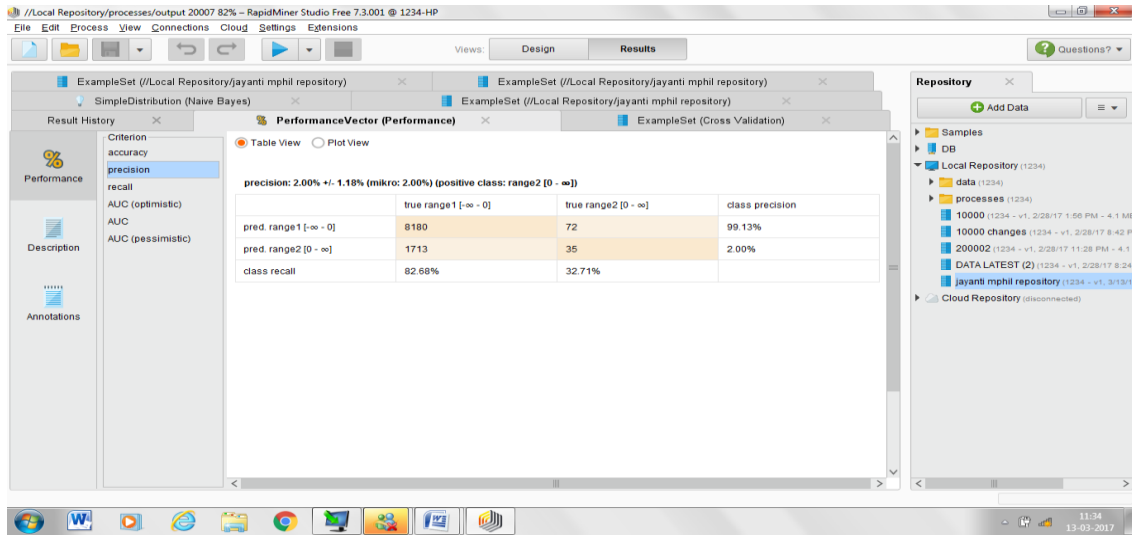 //Local Repository/processes/output 20007 82% – RapidMiner Studio Free 7.3.001 @ 1234-HP
File Edit Process View Connections Cloud Settings Extensions
Views: Design Results Questions?
ExampleSet (//Local Repository/jayanti mphil repository) ExampleSet (//Local Repository/jayanti mphil repository)
SimpleDistribution (Naive Bayes) ExampleSet (//Local Repository/jayanti mphil repository)
Result History PerformanceVector (Performance) ExampleSet (Cross Validation)
Performance
Description
Annotations
Criterion
accuracy
precision
recall
AUC (optimistic)
AUC
AUC (pessimistic)
Table View Plot View
precision: 2.00% +/- 1.18% (mikro: 2.00%) (positive class: range2 [0 - ∞])
true range1 [-∞ - 0] true range2 [0 - ∞] class precision
pred. range1 [-∞ - 0] 8180 72 99.13%
pred. range2 [0 - ∞] 1713 35 2.00%
class recall 82.68% 32.71%
Repository
Add Data
Samples
DB
Local Repository (1234)
data (1234)
processes (1234)
10000 (1234 - v1, 2/28/17 1:56 PM - 4.1 ME
10000 changes (1234 - v1, 2/28/17 8:42 P
200002 (1234 - v1, 2/28/17 11:28 PM - 4.1
DATA LATEST (2) (1234 - v1, 2/28/17 8:24
jayanti mphil repository (1234 - v1, 3/13/1
Cloud Repository (disconnected)
11:34
13-03-2017